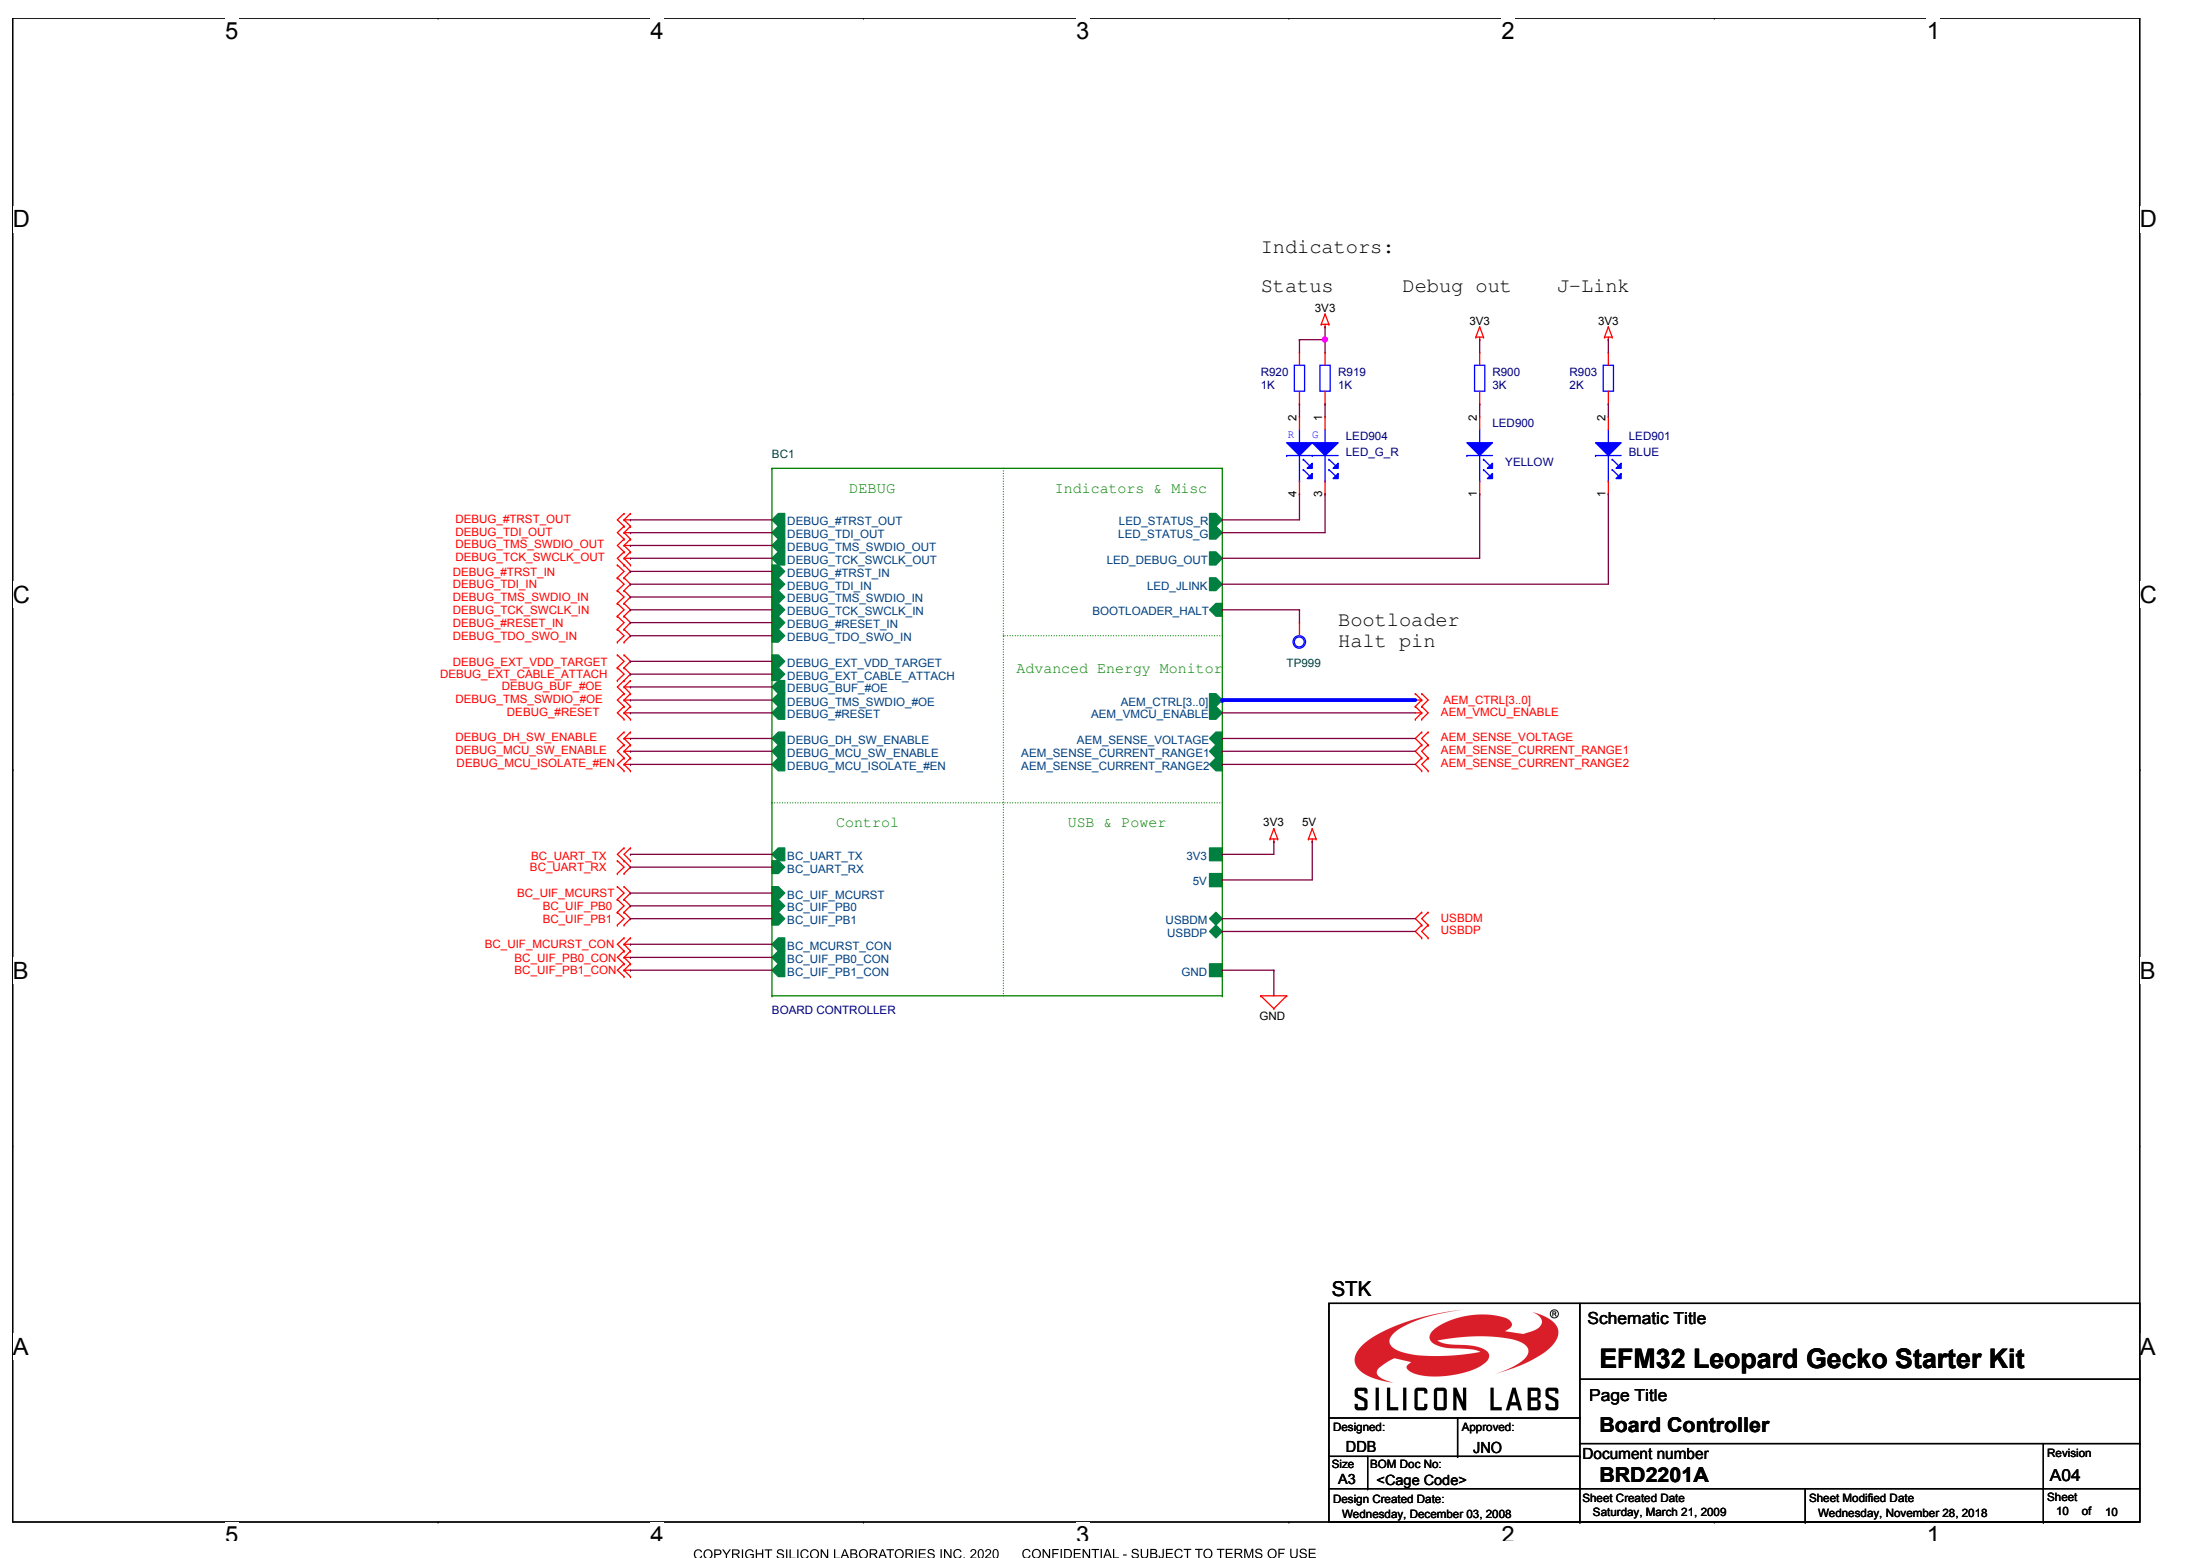 5 4 3 2 1
D D
Indicators:
Status Debug out J-Link
3V3
3V3 3V3
R920 R919 R900 R903
1K 1K 3K 2K
2 1 2 2
LED900
R G LED904 LED901
LED_G_R BLUE
YELLOW
4 3 1 1
BC1
DEBUG Indicators & Misc
DEBUG_#TRST_OUT DEBUG_#TRST_OUT LED_STATUS_R
DEBUG_TDI_OUT DEBUG_TDI_OUT LED_STATUS_G
DEBUG_TMS_SWDIO_OUT DEBUG_TMS_SWDIO_OUT
DEBUG_TCK_SWCLK_OUT DEBUG_TCK_SWCLK_OUT LED_DEBUG_OUT
DEBUG_#TRST_IN DEBUG_#TRST_IN
DEBUG_TDI_IN DEBUG_TDI_IN LED_JLINK
DEBUG_TMS_SWDIO_IN DEBUG_TMS_SWDIO_IN
C C
DEBUG_TCK_SWCLK_IN DEBUG_TCK_SWCLK_IN BOOTLOADER_HALT
DEBUG_#RESET_IN DEBUG_#RESET_IN Bootloader
DEBUG_TDO_SWO_IN DEBUG_TDO_SWO_IN Halt pin
TP999
DEBUG_EXT_VDD_TARGET DEBUG_EXT_VDD_TARGET Advanced Energy Monitor
DEBUG_EXT_CABLE_ATTACH DEBUG_EXT_CABLE_ATTACH
DEBUG_BUF_#OE DEBUG_BUF_#OE
DEBUG_TMS_SWDIO_#OE DEBUG_TMS_SWDIO_#OE AEM_CTRL[3..0] AEM_CTRL[3..0]
DEBUG_#RESET DEBUG_#RESET AEM_VMCU_ENABLE AEM_VMCU_ENABLE
DEBUG_DH_SW_ENABLE DEBUG_DH_SW_ENABLE AEM_SENSE_VOLTAGE AEM_SENSE_VOLTAGE
DEBUG_MCU_SW_ENABLE DEBUG_MCU_SW_ENABLE AEM_SENSE_CURRENT_RANGE1 AEM_SENSE_CURRENT_RANGE1
DEBUG_MCU_ISOLATE_#EN DEBUG_MCU_ISOLATE_#EN AEM_SENSE_CURRENT_RANGE2 AEM_SENSE_CURRENT_RANGE2
Control USB & Power 3V3 5V
BC_UART_TX BC_UART_TX 3V3
BC_UART_RX BC_UART_RX
5V
BC_UIF_MCURST BC_UIF_MCURST
BC_UIF_PB0 BC_UIF_PB0
BC_UIF_PB1 BC_UIF_PB1 USBDM USBDM
USBDP USBDP
BC_UIF_MCURST_CON BC_MCURST_CON
BC_UIF_PB0_CON BC_UIF_PB0_CON
BC_UIF_PB1_CON BC_UIF_PB1_CON GND
B B
BOARD CONTROLLER GND
STK
®
SILICON LABS
Schematic Title
EFM32 Leopard Gecko Starter Kit
A A
Page Title
Board Controller
Designed: Approved:
DDB JNO
Size BOM Doc No:
A3 <Cage Code>
Document number Revision
BRD2201A A04
Design Created Date: Sheet Created Date Sheet Modified Date Sheet
Wednesday, December 03, 2008 Saturday, March 21, 2009 Wednesday, November 28, 2018 10 of 10
5 4 3 2 1
COPYRIGHT SILICON LABORATORIES INC. 2020 CONFIDENTIAL - SUBJECT TO TERMS OF USE